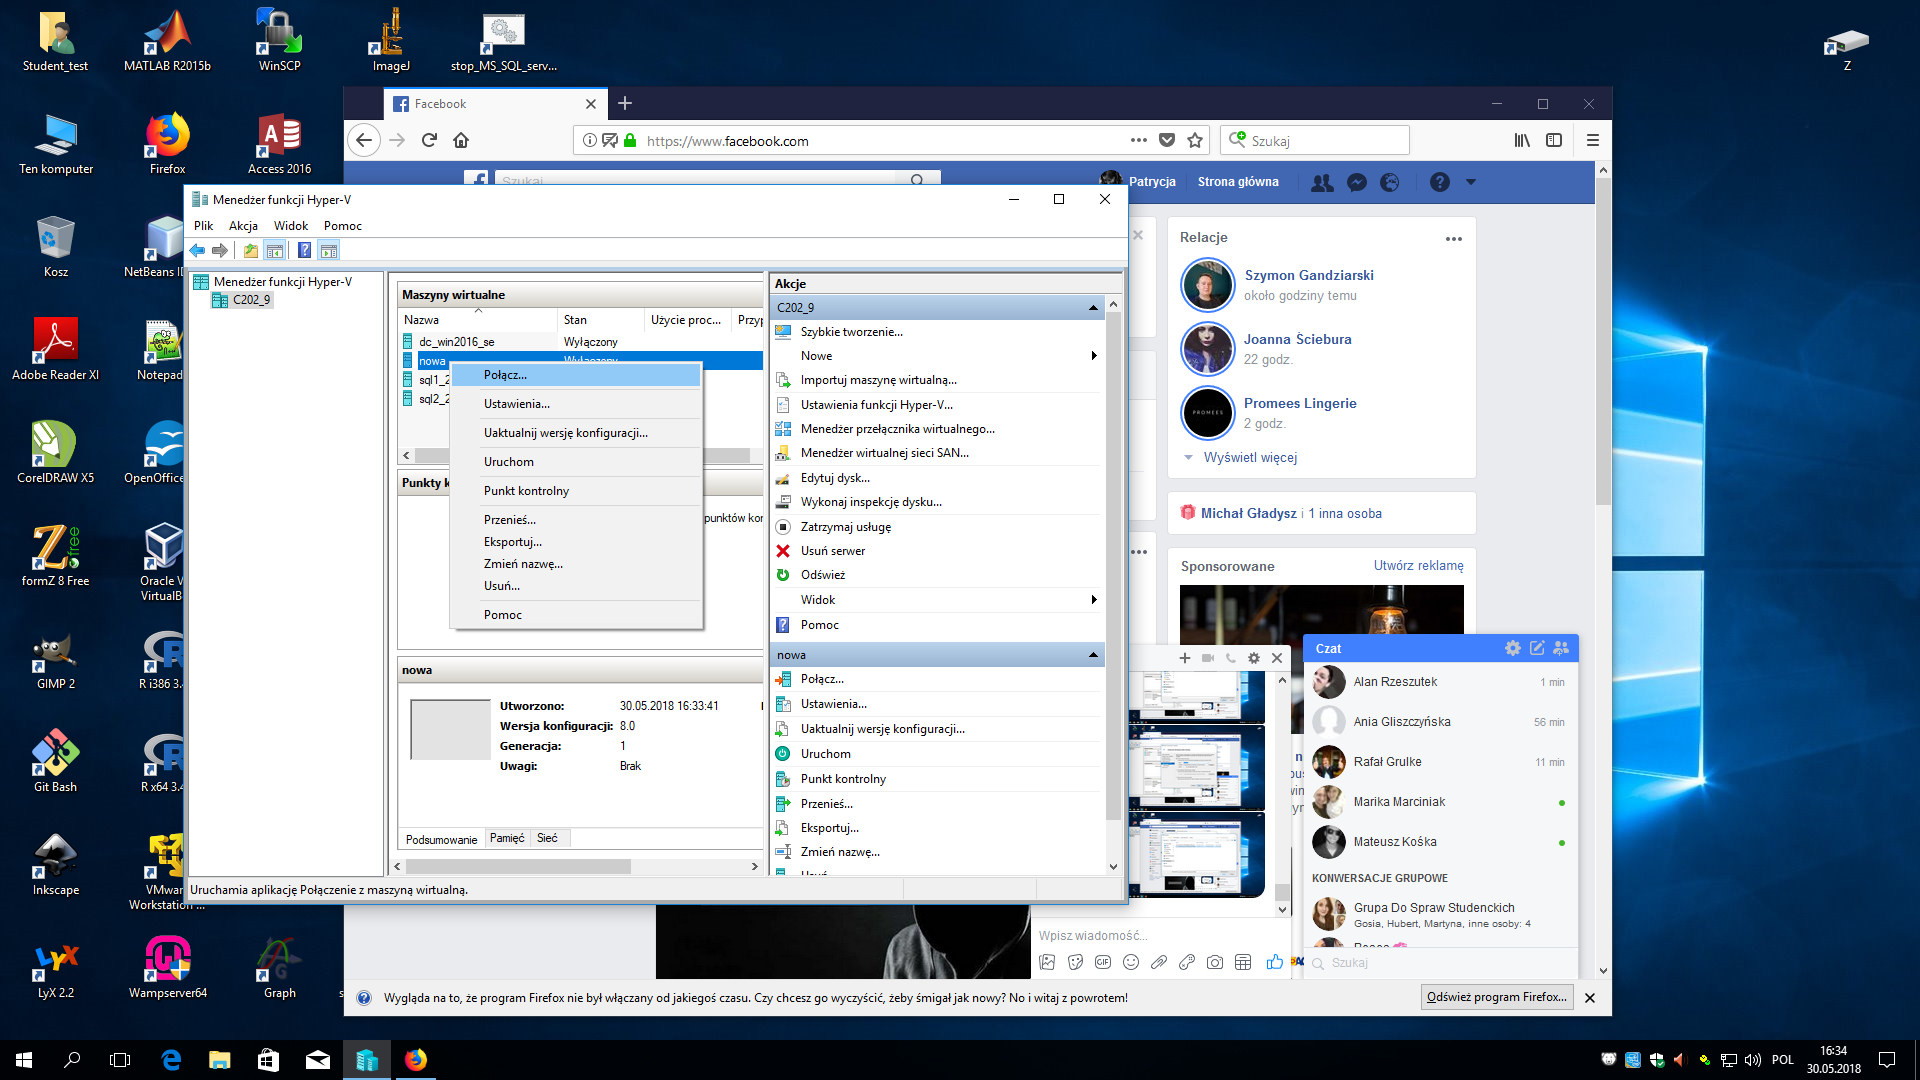 Student_test
MATLAB R2015b
WinSCP
ImageJ
stop_MS_SQL_serv...
Z
Ten komputer
Firefox
Access 2016
Kosz
NetBeans ID
Adobe Reader XI
Notepad
CorelDRAW X5
OpenOffice
formZ 8 Free
Oracle V
VirtualB
GIMP 2
R i386 3.4
Git Bash
R x64 3.4
Inkscape
VMwar
Workstation ...
LyX 2.2
Wampserver64
Graph
Facebook
https://www.facebook.com
Szukaj
Szukaj
Patrycja
Strona główna
Menedżer funkcji Hyper-V
Plik
Akcja
Widok
Pomoc
Menedżer funkcji Hyper-V
C202_9
Maszyny wirtualne
Nazwa
Stan
Użycie proc...
Przyp
dc_win2016_se
Wyłączony
nowa
Wyłączony
sql1_2
sql2_2
Połącz...
Ustawienia...
Uaktualnij wersję konfiguracji...
Uruchom
Punkt kontrolny
Przenieś...
Eksportuj...
Zmień nazwę...
Usuń...
Pomoc
Punkty k
punktów kor
nowa
Utworzono:
30.05.2018 16:33:41
Wersja konfiguracji:
8.0
Generacja:
1
Uwagi:
Brak
Podsumowanie
Pamięć
Sieć
Uruchamia aplikację Połączenie z maszyną wirtualną.
Akcje
C202_9
Szybkie tworzenie...
Nowe
Importuj maszynę wirtualną...
Ustawienia funkcji Hyper-V...
Menedżer przełącznika wirtualnego...
Menedżer wirtualnej sieci SAN...
Edytuj dysk...
Wykonaj inspekcję dysku...
Zatrzymaj usługę
Usuń serwer
Odśwież
Widok
Pomoc
nowa
Połącz...
Ustawienia...
Uaktualnij wersję konfiguracji...
Uruchom
Punkt kontrolny
Przenieś...
Eksportuj...
Zmień nazwę...
Usuń...
Relacje
Szymon Gandziarski
około godziny temu
Joanna Ściebura
22 godz.
PROMEES
Promees Lingerie
2 godz.
Wyświetl więcej
Michał Gładysz i 1 inna osoba
Sponsorowane
Utwórz reklamę
Czat
Alan Rzeszutek
1 min
Ania Gliszczyńska
56 min
Rafał Grulke
11 min
Marika Marciniak
Mateusz Kośka
KONWERSACJE GRUPOWE
Grupa Do Spraw Studenckich
Gosia, Hubert, Martyna, inne osoby: 4
Szukaj
Wpisz wiadomość...
GIF
Wygląda na to, że program Firefox nie był włączany od jakiegoś czasu. Czy chcesz go wyczyścić, żeby śmigał jak nowy? No i witaj z powrotem!
Odśwież program Firefox...
POL
16:34
30.05.2018